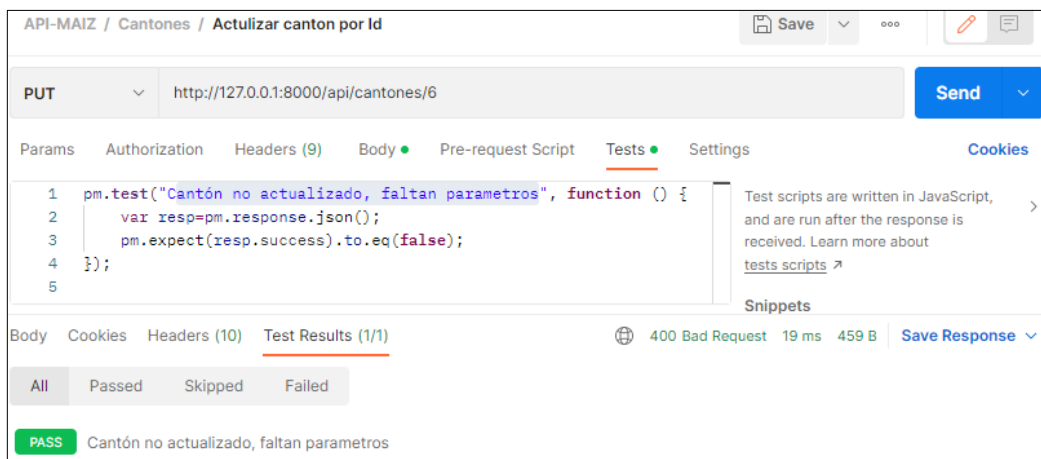 API-MAIZ / Cantones / Actulizar canton por Id Save ooo
PUT http://127.0.0.1:8000/api/cantones/6 Send
Params Authorization Headers (9) Body Pre-request Script Tests Settings Cookies
1 pm.test("Cantón no actualizado, faltan parametros", function () {
2 var resp=pm.response.json();
3 pm.expect(resp.success).to.eq(false);
4 });
5
Test scripts are written in JavaScript,
and are run after the response is
received. Learn more about
tests scripts ↗
Snippets
Body Cookies Headers (10) Test Results (1/1) 400 Bad Request 19 ms 459 B Save Response
All Passed Skipped Failed
PASS Cantón no actualizado, faltan parametros